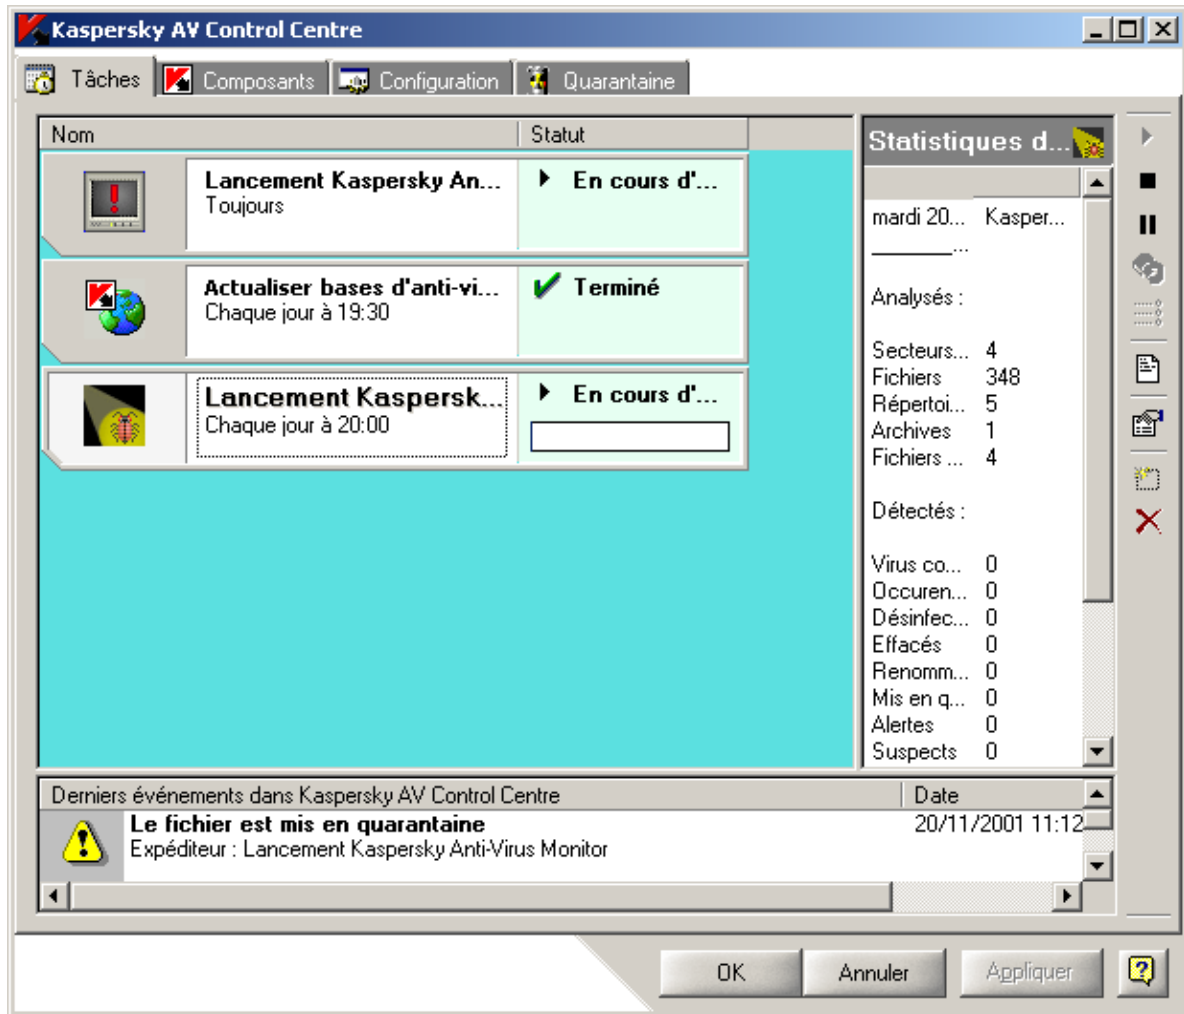 Kaspersky AV Control Centre
Tâches Composants Configuration Quarantaine
Nom Statut
Lancement Kaspersky An... En cours d'...
Toujours
Actualiser bases d'anti-vi... Terminé
Chaque jour à 19:30
Lancement Kaspersk... En cours d'...
Chaque jour à 20:00
Statistiques d...
mardi 20... Kasper...
________...
Analysés :
Secteurs... 4
Fichiers 348
Répertoi... 5
Archives 1
Fichiers ... 4
Détectés :
Virus co... 0
Occuren... 0
Désinfec... 0
Effacés 0
Renomm... 0
Mis en q... 0
Alertes 0
Suspects 0
Derniers événements dans Kaspersky AV Control Centre Date
Le fichier est mis en quarantaine 20/11/2001 11:12
Expéditeur : Lancement Kaspersky Anti-Virus Monitor
OK Annuler Appliquer